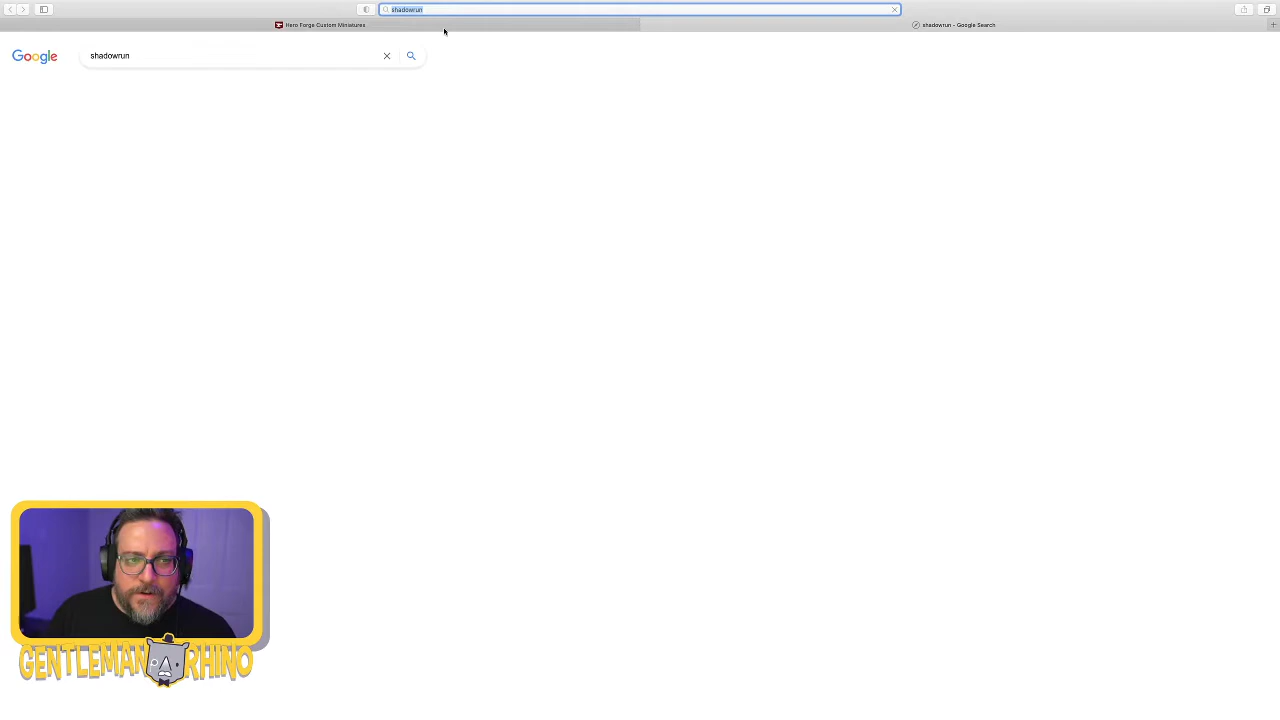 shadowrun
Hero Forge Custom Miniatures
shadowrun - Google Search
Google
shadowrun
GENTLEMAN RHINO